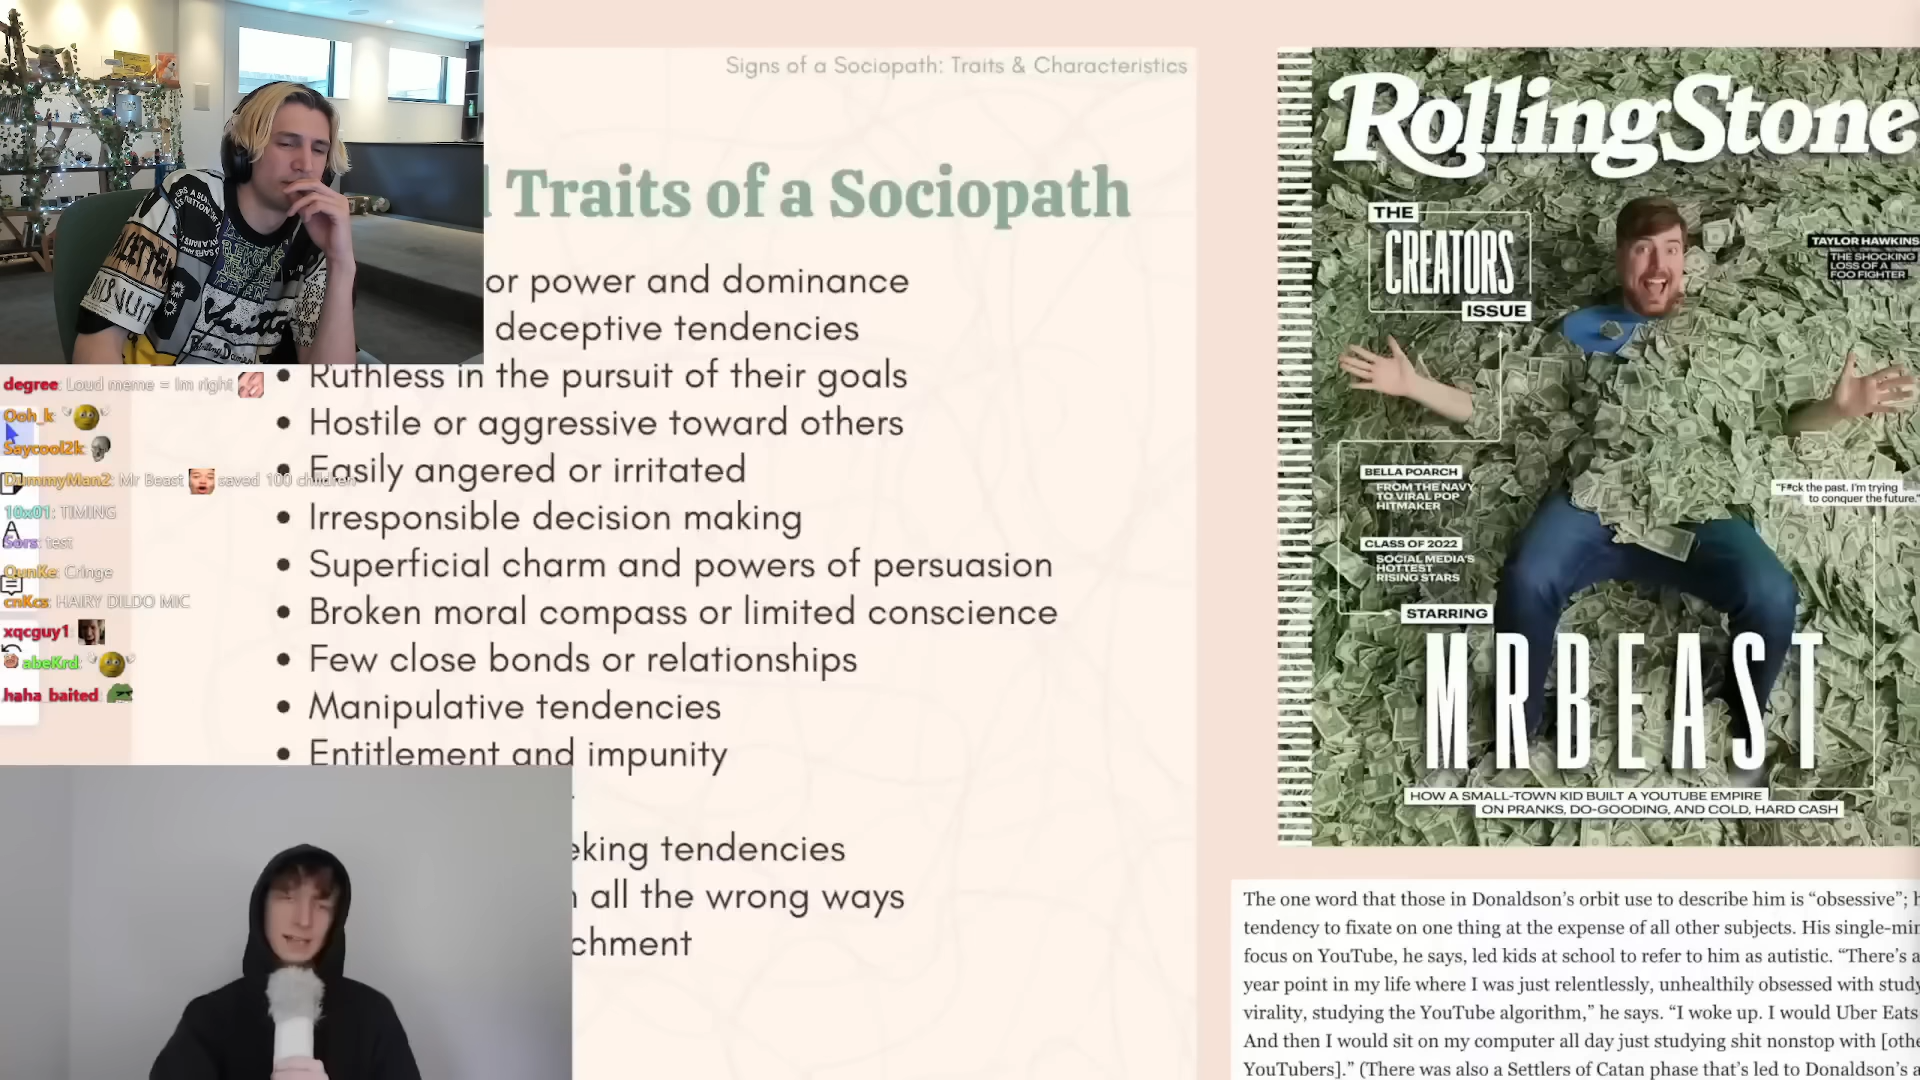 Signs of a Sociopath: Traits & Characteristics
Traits of a Sociopath
or power and dominance
deceptive tendencies
• Ruthless in the pursuit of their goals
• Hostile or aggressive toward others
• Easily angered or irritated
• Irresponsible decision making
• Superficial charm and powers of persuasion
• Broken moral compass or limited conscience
• Few close bonds or relationships
• Manipulative tendencies
• Entitlement and impunity
eking tendencies
all the wrong ways
chment
degree: Loud meme = Im right
Ooh_k:
Saycool2k:
DummyMan2: Mr Beast saved 100 children
10x01: TIMING
Sors: test
QunKe: Cringe
cnKcs: HAIRY DILDO MIC
xqcguy1
abeKrd:
haha_baited
RollingStone
THE
CREATORS
ISSUE
TAYLOR HAWKINS
THE SHOCKING
LOSS OF A
FOO FIGHTER
BELLA POARCH
FROM THE NAVY
TO VIRAL POP
HITMAKER
"F#ck the past. I'm trying
to conquer the future."
CLASS OF 2022
SOCIAL MEDIA'S
HOTTEST
RISING STARS
STARRING
MRBEAST
HOW A SMALL-TOWN KID BUILT A YOUTUBE EMPIRE
ON PRANKS, DO-GOODING, AND COLD, HARD CASH
The one word that those in Donaldson's orbit use to describe him is "obsessive"; h
tendency to fixate on one thing at the expense of all other subjects. His single-min
focus on YouTube, he says, led kids at school to refer to him as autistic. "There's a
year point in my life where I was just relentlessly, unhealthily obsessed with study
virality, studying the YouTube algorithm," he says. "I woke up. I would Uber Eats
And then I would sit on my computer all day just studying shit nonstop with [othe
YouTubers]." (There was also a Settlers of Catan phase that's led to Donaldson's a